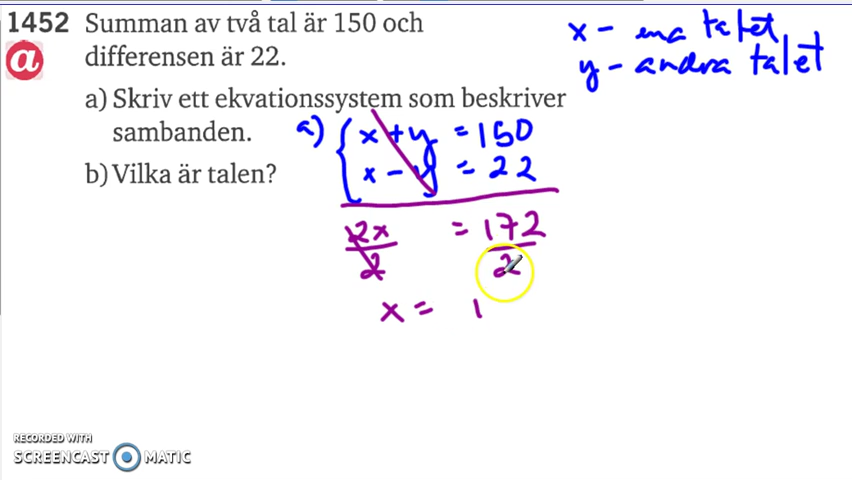 1452 Summan av två tal är 150 och
differensen är 22.
a
a) Skriv ett ekvationssystem som beskriver
sambanden.
b) Vilka är talen?
x – ena talet
y – andra talet
a) { x + y = 150
x – y = 22
2x = 172
2 2
x = 1
RECORDED WITH
SCREENCAST MATIC